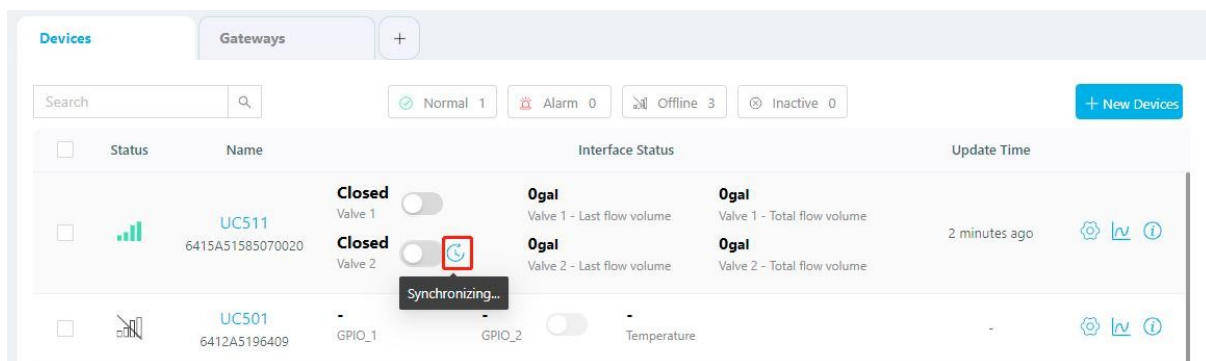 Devices Gateways +
Search Normal 1 Alarm 0 Offline 3 Inactive 0 + New Devices
Status Name Interface Status Update Time
Closed 0gal 0gal
Valve 1 Valve 1 - Last flow volume Valve 1 - Total flow volume
UC511
6415A51585070020 2 minutes ago
Closed 0gal 0gal
Valve 2 Valve 2 - Last flow volume Valve 2 - Total flow volume
Synchronizing...
UC501 - - -
6412A5196409 GPIO_1 GPIO_2 Temperature -